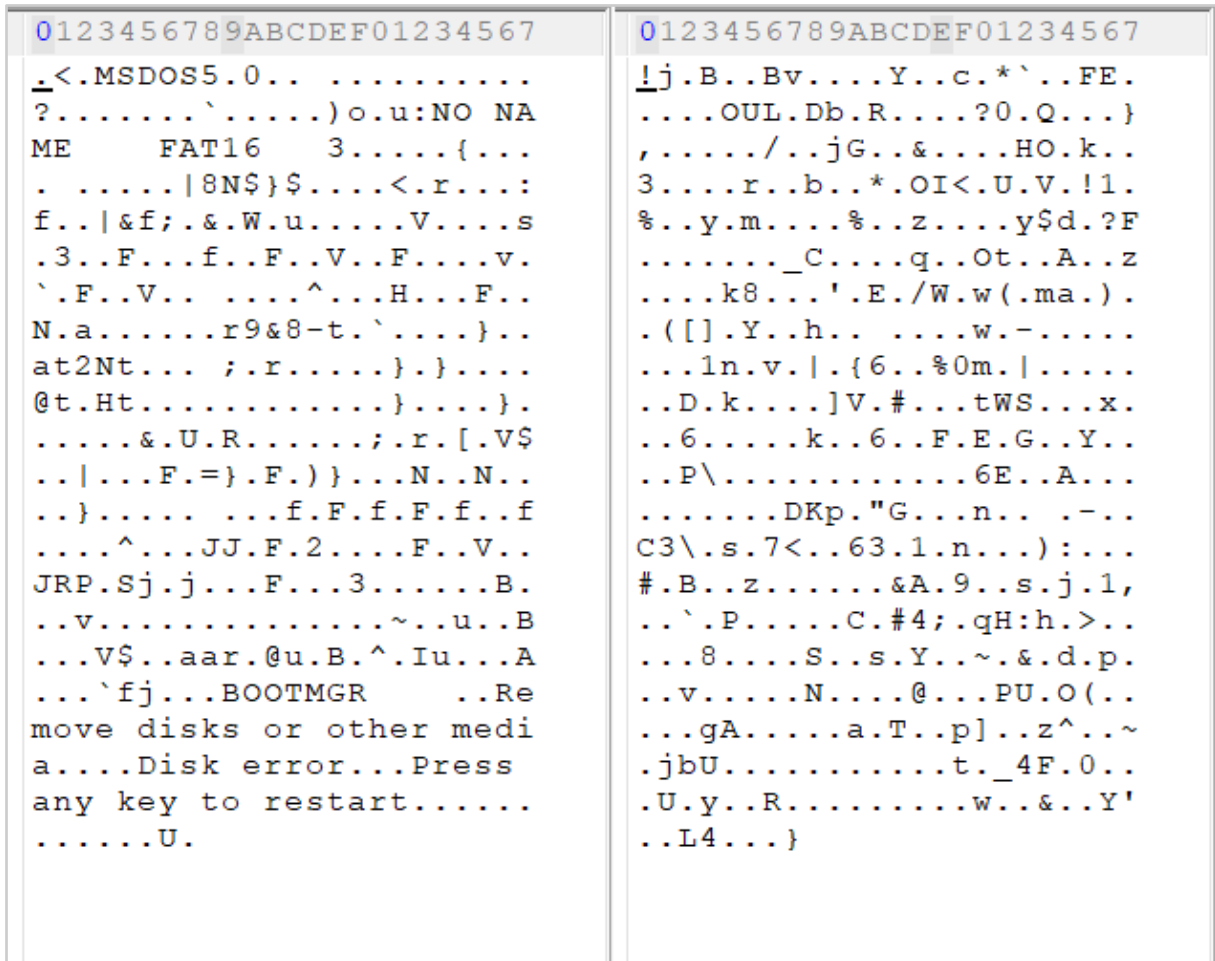 0123456789ABCDEF01234567
.<.MSDOS5.0.. ..........
?.......`.....)o.u:NO NA
ME    FAT16   3.....{...
. .....|8N$}$....<.r...:
f..|&f;.&.W.u.....V....s
.3..F...f..F..V..F....v.
`.F..V.. ....^...H...F..
N.a......r9&8-t.`....}..
at2Nt... ;.r.....}.}....
@t.Ht............}....}.
.....&.U.R......;.r.[.V$
..|...F.=}.F.)}...N..N..
..}..... ...f.F.f.F.f..f
....^...JJ.F.2....F..V..
JRP.Sj.j...F...3......B.
..v..............~..u..B
...V$..aar.@u.B.^.Iu...A
...`fj...BOOTMGR    ..Re
move disks or other medi
a....Disk error...Press 
any key to restart......
......U.
0123456789ABCDEF01234567
!j.B..Bv....Y..c.*`..FE.
....OUL.Db.R....?0.Q...}
,...../..jG..&....HO.k..
3....r..b..*.OI<.U.V.!1.
%..y.m....%..z....y$d.?F
......._C....q..Ot..A..z
....k8...'.E./W.w(.ma.).
.([].Y..h.. ....w.-.....
...1n.v.|.{6..%0m.|.....
..D.k....]V.#...tWS...x.
..6.....k..6..F.E.G..Y..
..P\............6E..A...
.......DKp."G...n.. .-..
C3\.s.7<..63.1.n...):...
#.B..z......&A.9..s.j.1,
..`.P.....C.#4;.qH:h.>..
...8....S..s.Y..~.&.d.p.
..v.....N....@...PU.O(..
...gA.....a.T..p]..z^..~
.jbU...........t._4F.0..
.U.y..R.........w..&..Y'
..L4...}